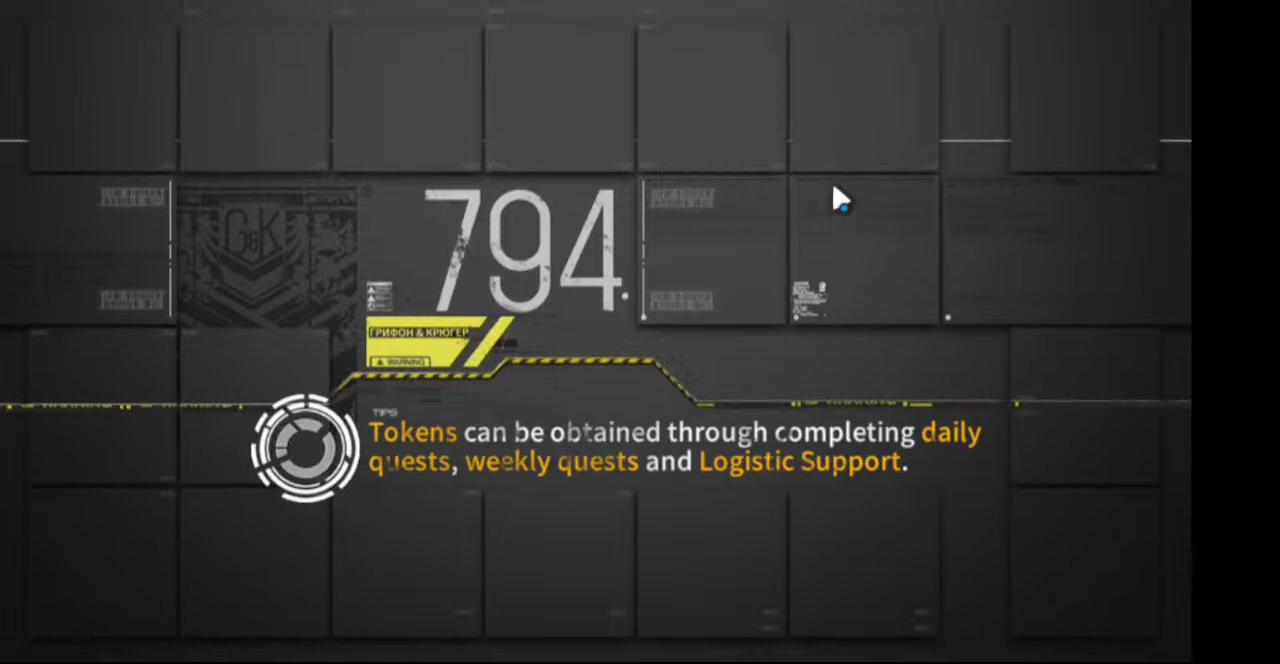 G&K
794.
ГРИФОН & КРЮГЕР
WARNING
TIPS
Tokens can be obtained through completing daily
quests, weekly quests and Logistic Support.